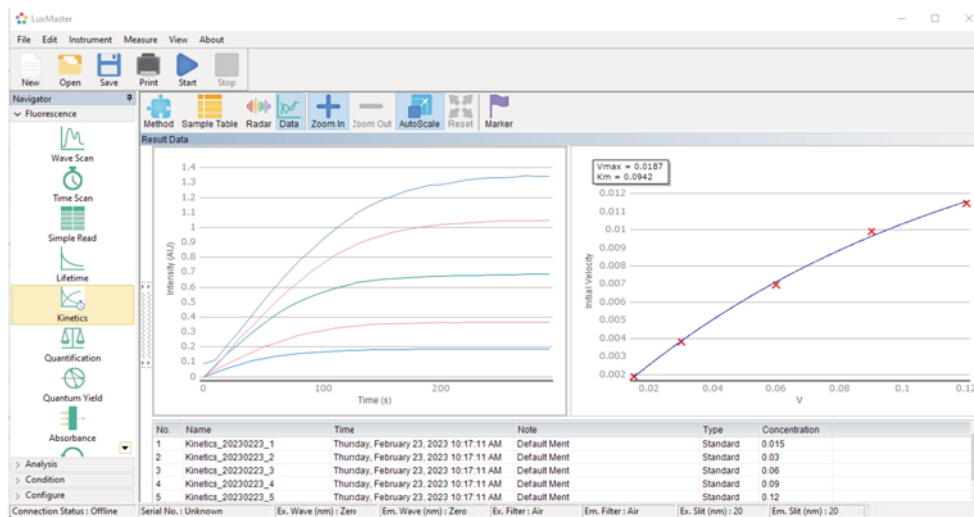 LuxMaster
File Edit Instrument Measure View About
New Open Save Print Start Stop
Navigator
Fluorescence
Wave Scan
Time Scan
Simple Read
Lifetime
Kinetics
Quantification
Quantum Yield
Absorbance
> Analysis
> Condition
> Configure
Method Sample Table Radar Data Zoom In Zoom Out AutoScale Reset Marker
Result Data
1.4
1.3
1.2
1.1
1
0.9
0.8
0.7
0.6
0.5
0.4
0.3
0.2
0.1
0
Intensity (AU)
0 100 200
Time (s)
Vmax = 0.0187
Km = 0.0942
0.012
0.011
0.01
0.009
0.008
0.007
0.006
0.005
0.004
0.003
0.002
Initial Velocity
0.02 0.04 0.06 0.08 0.1 0.12
V
No. Name Time Note Type Concentration
1 Kinetics_20230223_1 Thursday, February 23, 2023 10:17:11 AM Default Ment Standard 0.015
2 Kinetics_20230223_2 Thursday, February 23, 2023 10:17:11 AM Default Ment Standard 0.03
3 Kinetics_20230223_3 Thursday, February 23, 2023 10:17:11 AM Default Ment Standard 0.06
4 Kinetics_20230223_4 Thursday, February 23, 2023 10:17:11 AM Default Ment Standard 0.09
5 Kinetics_20230223_5 Thursday, February 23, 2023 10:17:11 AM Default Ment Standard 0.12
Connection Status : Offline Serial No. : Unknown Ex. Wave (nm) : Zero Em. Wave (nm) : Zero Ex. Filter : Air Em. Filter : Air Ex. Slit (nm) : 20 Em. Slit (nm) : 20